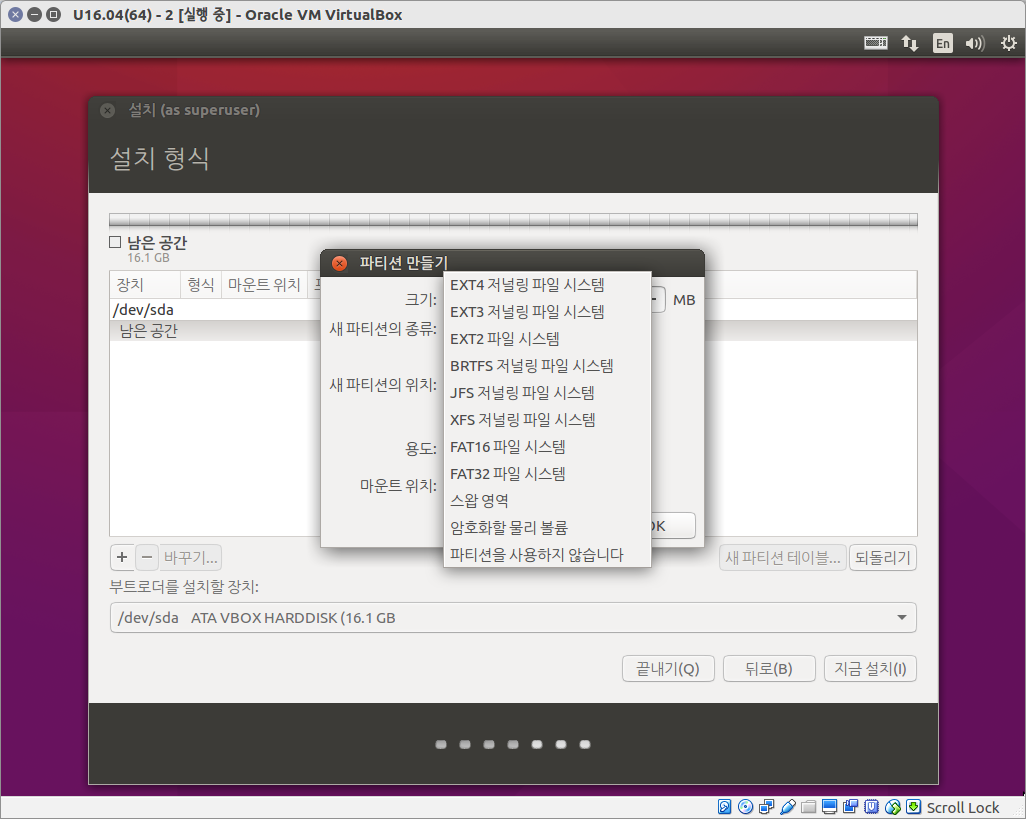 U16.04(64) - 2 [실행 중] - Oracle VM VirtualBox
En
설치 (as superuser)
설치 형식
남은 공간
16.1 GB
장치 형식 마운트 위치
/dev/sda
남은 공간
파티션 만들기
크기:
MB
새 파티션의 종류:
새 파티션의 위치:
용도:
마운트 위치:
EXT4 저널링 파일 시스템
EXT3 저널링 파일 시스템
EXT2 파일 시스템
BRTFS 저널링 파일 시스템
JFS 저널링 파일 시스템
XFS 저널링 파일 시스템
FAT16 파일 시스템
FAT32 파일 시스템
스왑 영역
암호화할 물리 볼륨
파티션을 사용하지 않습니다
OK
+ − 바꾸기... 새 파티션 테이블... 되돌리기
부트로더를 설치할 장치:
/dev/sda ATA VBOX HARDDISK (16.1 GB
끝내기(Q) 뒤로(B) 지금 설치(I)
Scroll Lock